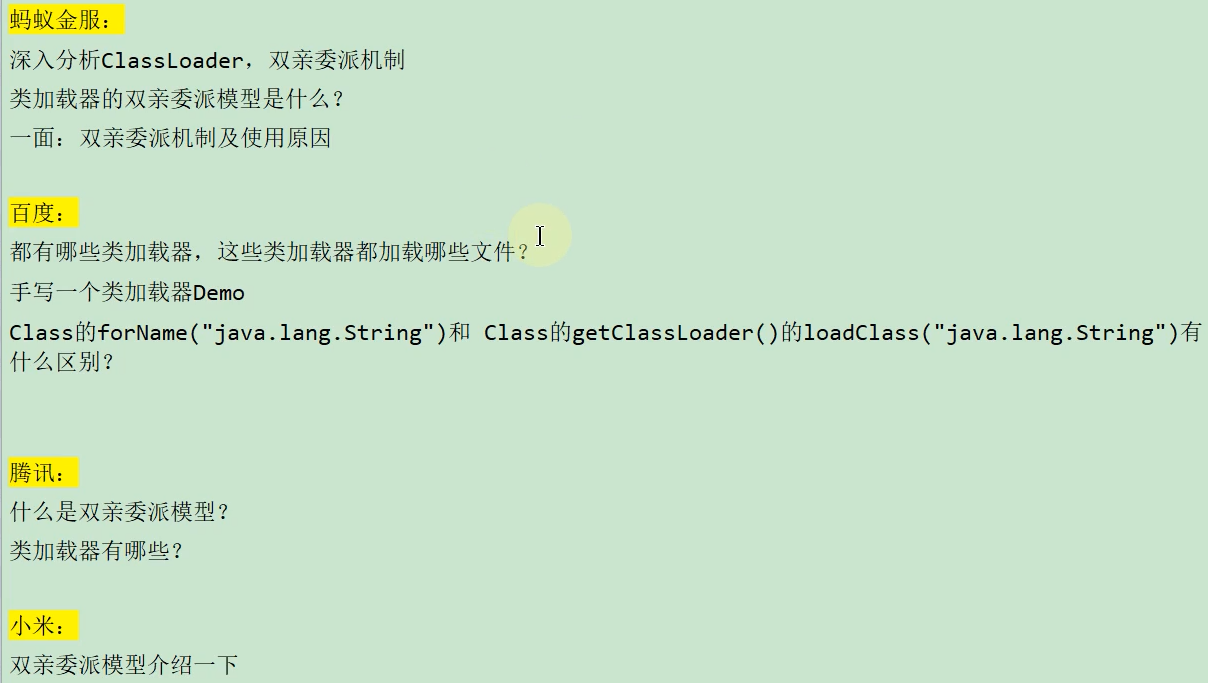 蚂蚁金服：
深入分析ClassLoader，双亲委派机制
类加载器的双亲委派模型是什么？
一面：双亲委派机制及使用原因
百度：
都有哪些类加载器，这些类加载器都加载哪些文件？
手写一个类加载器Demo
Class的forName("java.lang.String")和 Class的getClassLoader()的loadClass("java.lang.String")有
什么区别？
腾讯：
什么是双亲委派模型？
类加载器有哪些？
小米：
双亲委派模型介绍一下